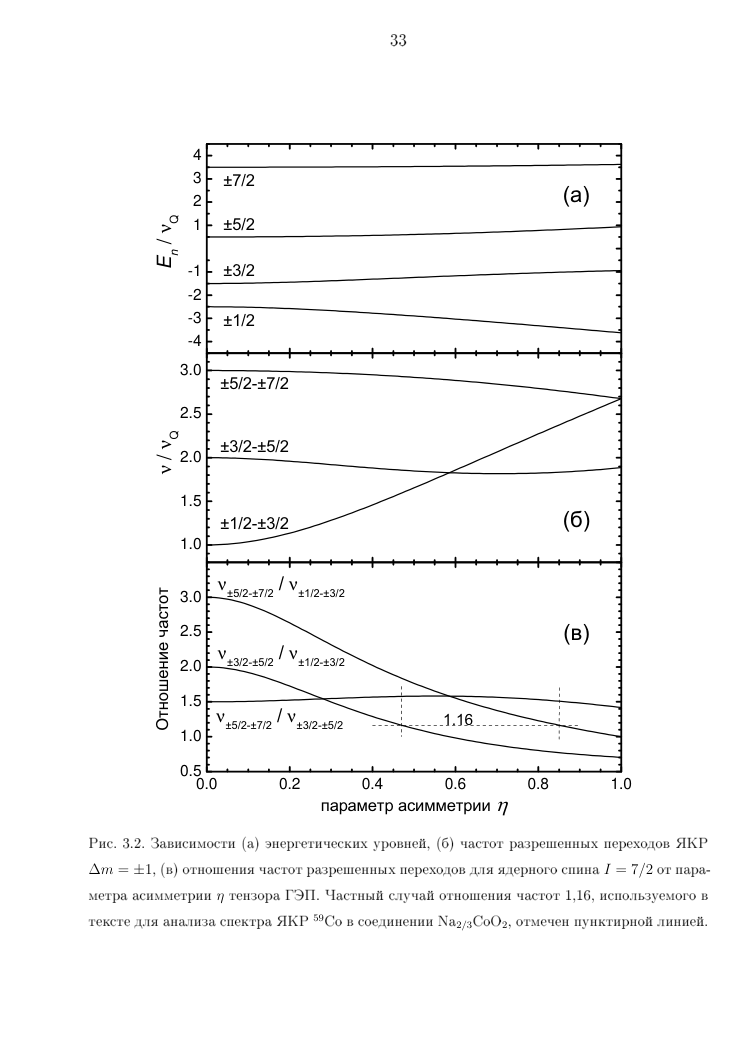 33
4
3
2
1
-1
-2
-3
-4
E_n / ν_Q
±7/2
±5/2
±3/2
±1/2
(а)
3.0
2.5
2.0
1.5
1.0
ν / ν_Q
±5/2-±7/2
±3/2-±5/2
±1/2-±3/2
(б)
3.0
2.5
2.0
1.5
1.0
0.5
Отношение частот
ν_±5/2-±7/2 / ν_±1/2-±3/2
ν_±3/2-±5/2 / ν_±1/2-±3/2
ν_±5/2-±7/2 / ν_±3/2-±5/2
1,16
(в)
0.0 0.2 0.4 0.6 0.8 1.0
параметр асимметрии η
Рис. 3.2. Зависимости (а) энергетических уровней, (б) частот разрешенных переходов ЯКР
Δm = ±1, (в) отношения частот разрешенных переходов для ядерного спина I = 7/2 от пара-
метра асимметрии η тензора ГЭП. Частный случай отношения частот 1,16, используемого в
тексте для анализа спектра ЯКР ⁵⁹Co в соединении Na₂/₃CoO₂, отмечен пунктирной линией.